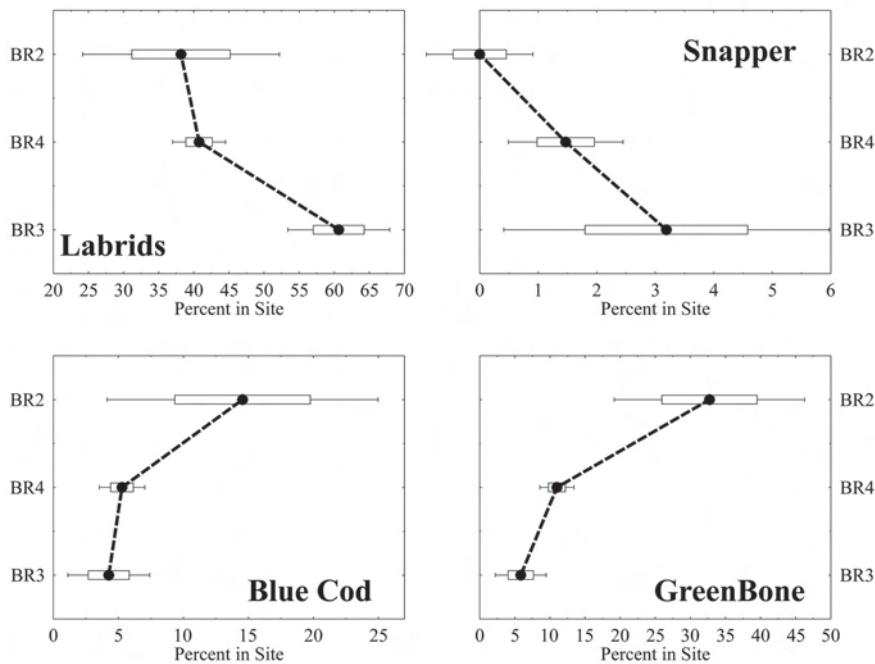 BR2
BR4
BR3
Labrids
20 25 30 35 40 45 50 55 60 65 70
Percent in Site
Snapper
BR2
BR4
BR3
0 1 2 3 4 5 6
Percent in Site
BR2
BR4
BR3
Blue Cod
0 5 10 15 20 25
Percent in Site
BR2
BR4
BR3
GreenBone
0 5 10 15 20 25 30 35 40 45 50
Percent in Site